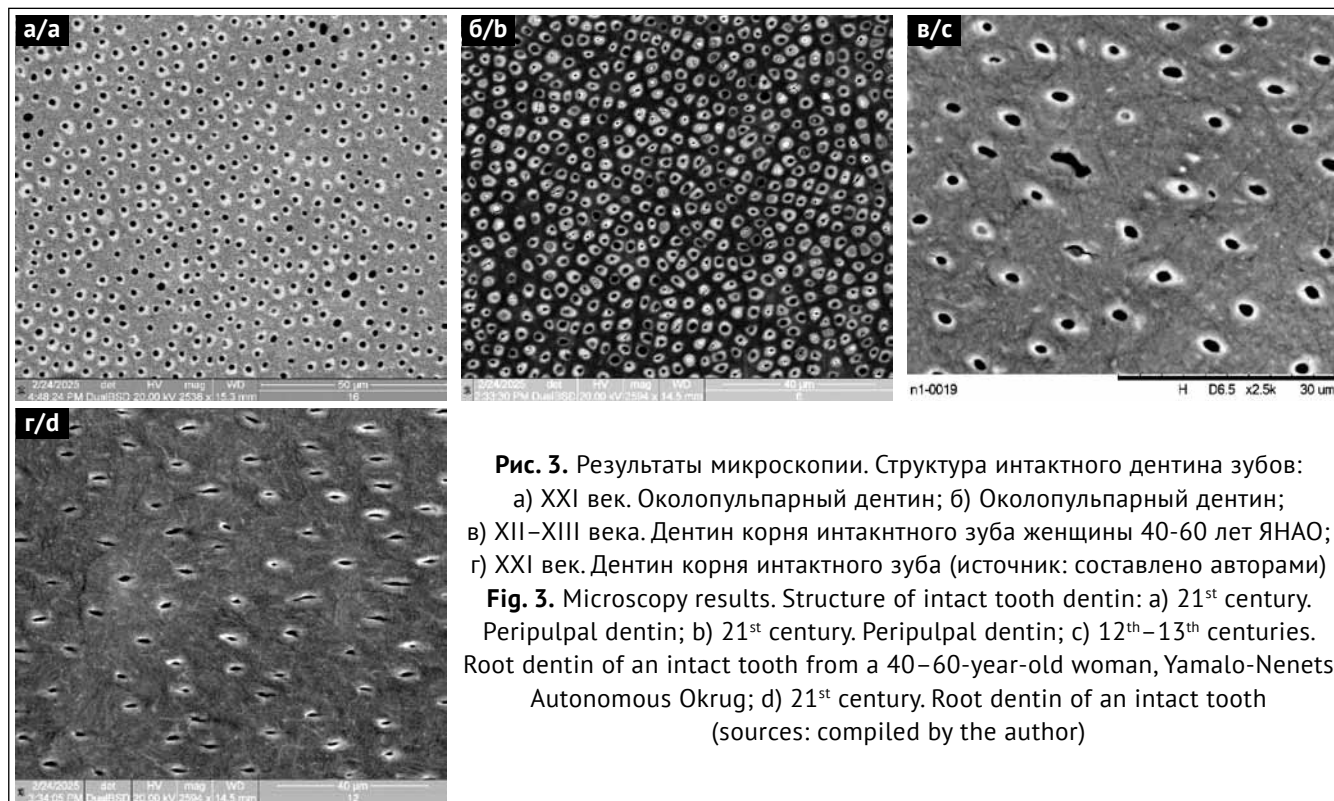 а/a
б/b
в/c
2/24/2025 det HV mag WD 50 µm
4:48:24 PM DualBSD 20.00 kV 2538 x 15.3 mm 16
2/24/2025 det HV mag WD 40 µm
2:33:30 PM DualBSD 20.00 kV 2594 x 14.5 mm 8
n1-0019 H D6.5 x2.5k 30 um
г/d
2/24/2025 det HV mag WD 40 µm
3:34:05 PM DualBSD 20.00 kV 2594 x 14.5 mm 12
Рис. 3. Результаты микроскопии. Структура интактного дентина зубов:
а) XXI век. Околопульпарный дентин; б) Околопульпарный дентин;
в) XII–XIII века. Дентин корня интакнтного зуба женщины 40-60 лет ЯНАО;
г) XXI век. Дентин корня интактного зуба (источник: составлено авторами)
Fig. 3. Microscopy results. Structure of intact tooth dentin: a) 21st century.
Peripulpal dentin; b) 21st century. Peripulpal dentin; c) 12th–13th centuries.
Root dentin of an intact tooth from a 40–60-year-old woman, Yamalo-Nenets
Autonomous Okrug; d) 21st century. Root dentin of an intact tooth
(sources: compiled by the author)